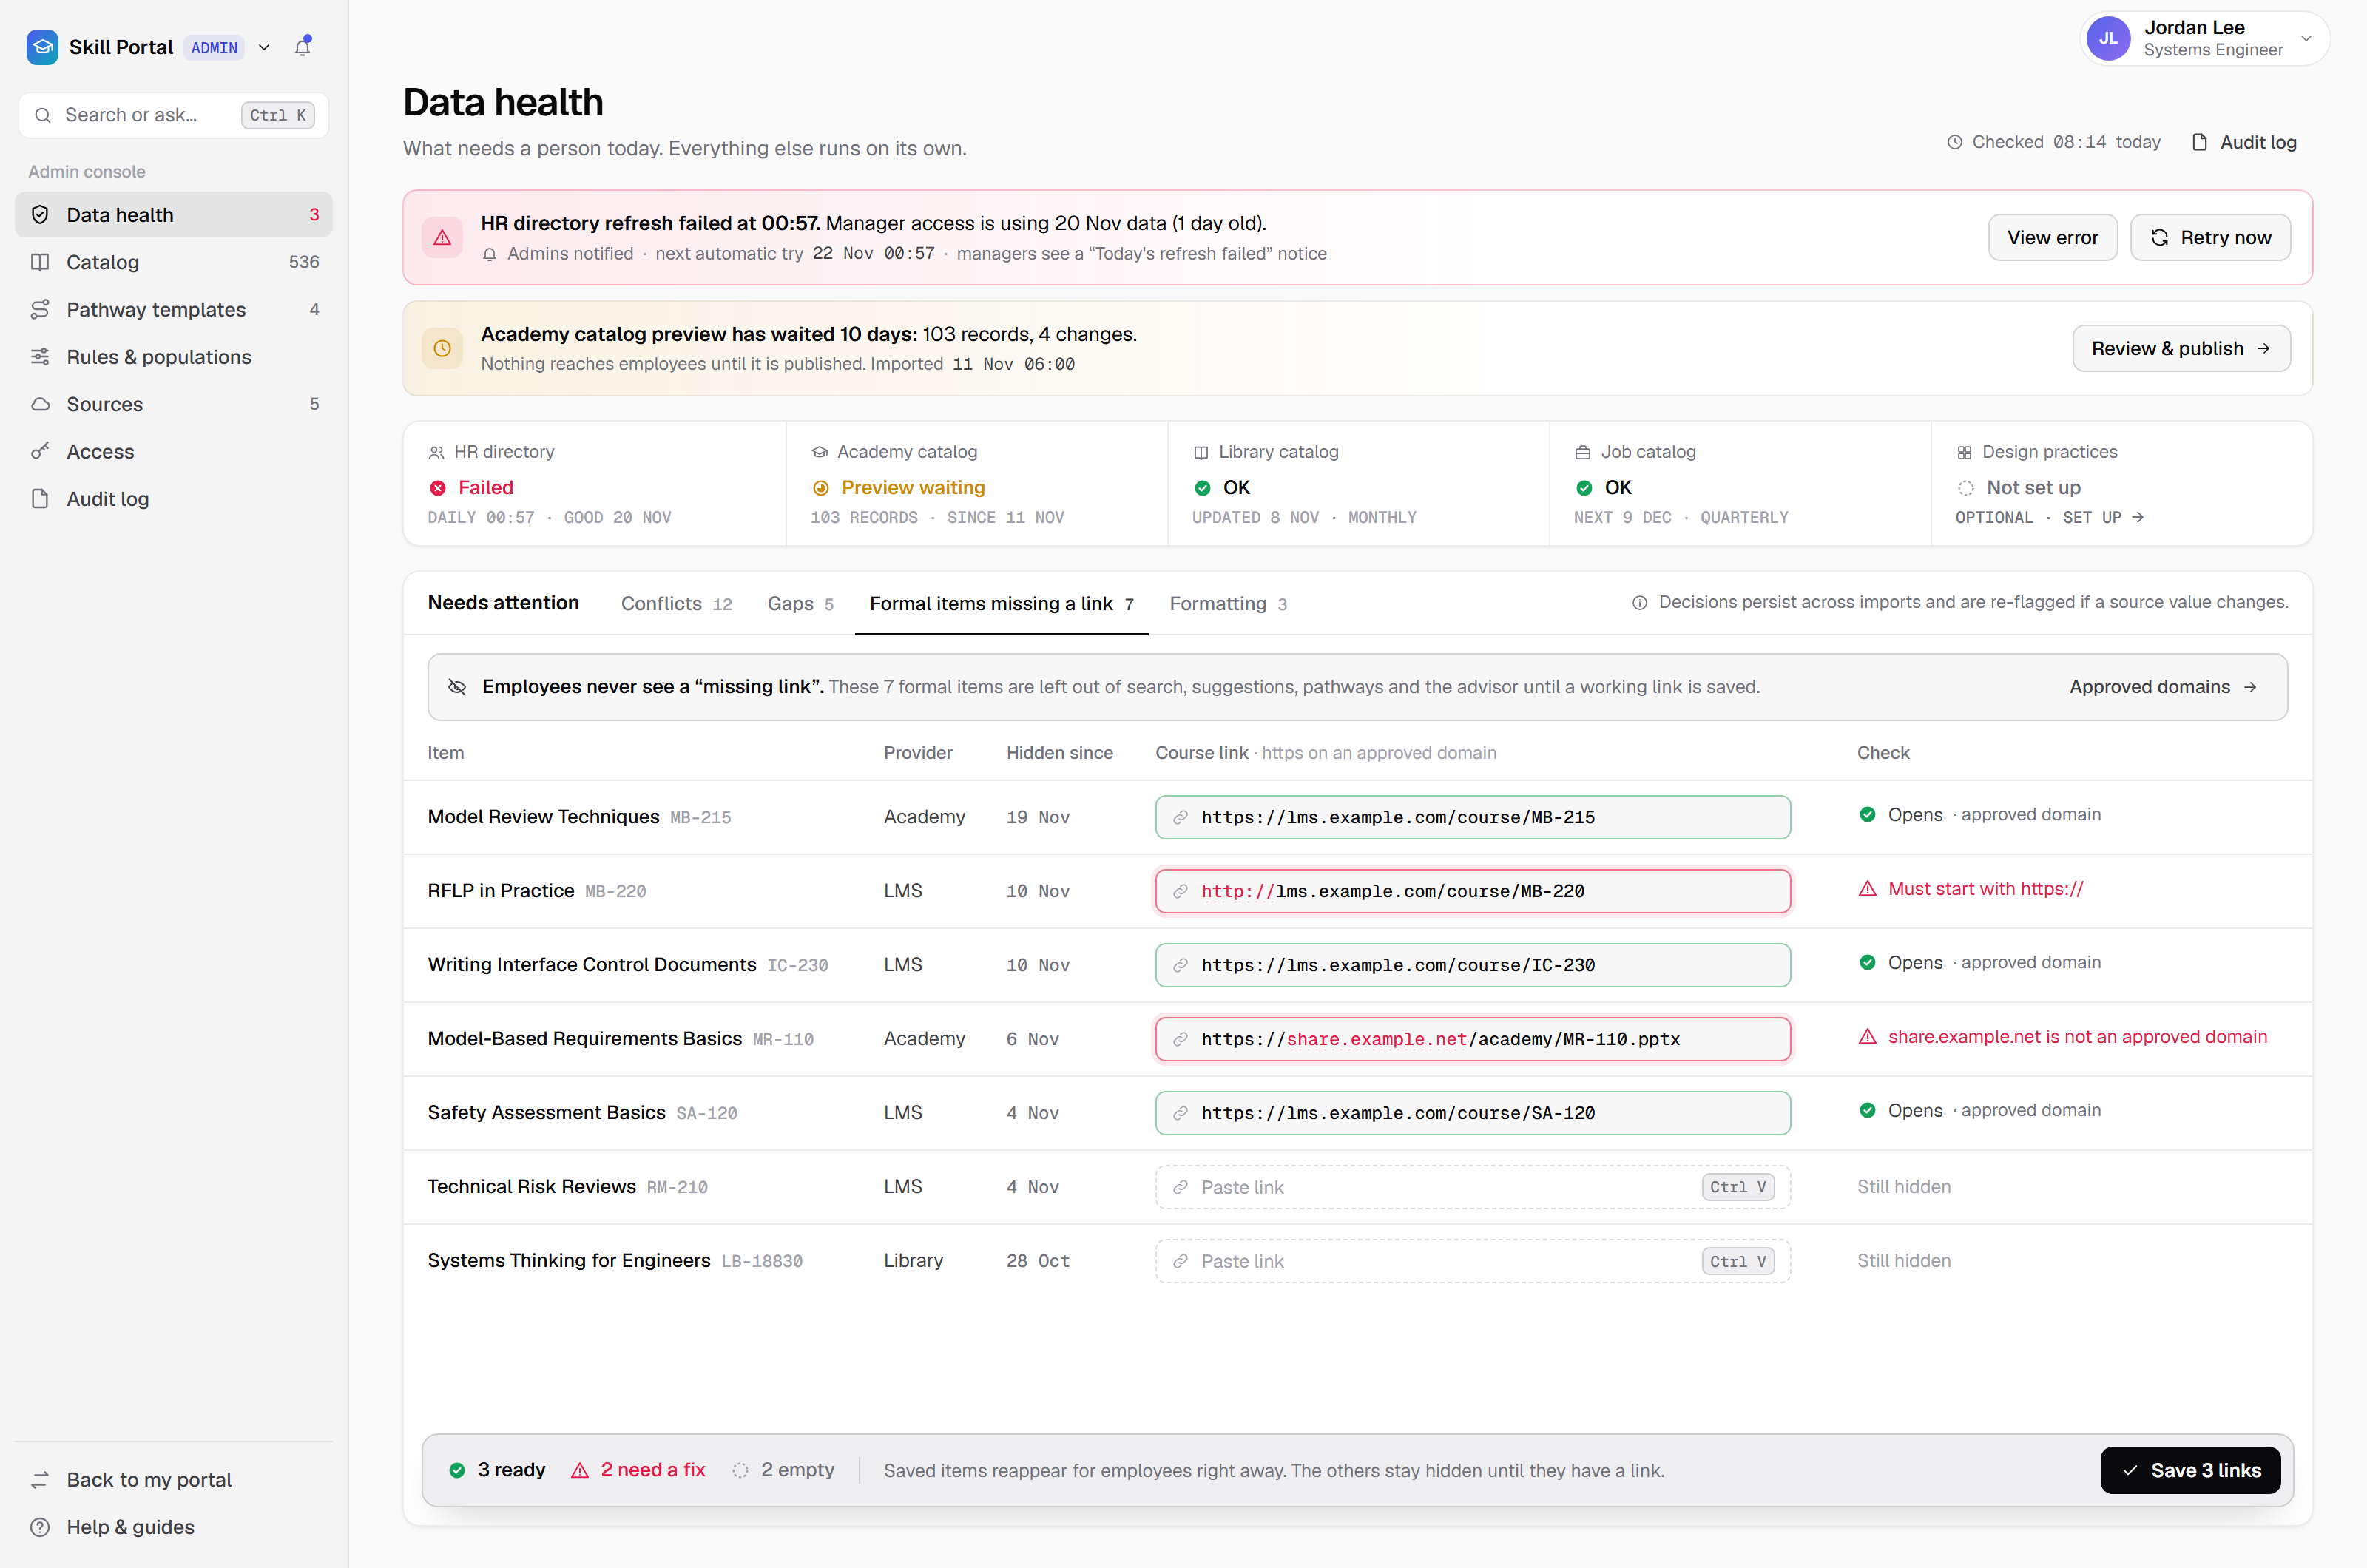 Skill Portal ADMIN
Search or ask... Ctrl K
Admin console
Data health 3
Catalog 536
Pathway templates 4
Rules & populations
Sources 5
Access
Audit log
Back to my portal
Help & guides
JL Jordan Lee
Systems Engineer
Data health
What needs a person today. Everything else runs on its own.
Checked 08:14 today Audit log
HR directory refresh failed at 00:57. Manager access is using 20 Nov data (1 day old).
Admins notified · next automatic try 22 Nov 00:57 · managers see a “Today's refresh failed” notice
View error Retry now
Academy catalog preview has waited 10 days: 103 records, 4 changes.
Nothing reaches employees until it is published. Imported 11 Nov 06:00
Review & publish →
HR directory
Failed
DAILY 00:57 · GOOD 20 NOV
Academy catalog
Preview waiting
103 RECORDS · SINCE 11 NOV
Library catalog
OK
UPDATED 8 NOV · MONTHLY
Job catalog
OK
NEXT 9 DEC · QUARTERLY
Design practices
Not set up
OPTIONAL · SET UP →
Needs attention Conflicts 12 Gaps 5 Formal items missing a link 7 Formatting 3 Decisions persist across imports and are re-flagged if a source value changes.
Employees never see a “missing link”. These 7 formal items are left out of search, suggestions, pathways and the advisor until a working link is saved. Approved domains →
Item Provider Hidden since Course link · https on an approved domain Check
Model Review Techniques MB-215 Academy 19 Nov https://lms.example.com/course/MB-215 Opens · approved domain
RFLP in Practice MB-220 LMS 10 Nov http://lms.example.com/course/MB-220 Must start with https://
Writing Interface Control Documents IC-230 LMS 10 Nov https://lms.example.com/course/IC-230 Opens · approved domain
Model-Based Requirements Basics MR-110 Academy 6 Nov https://share.example.net/academy/MR-110.pptx share.example.net is not an approved domain
Safety Assessment Basics SA-120 LMS 4 Nov https://lms.example.com/course/SA-120 Opens · approved domain
Technical Risk Reviews RM-210 LMS 4 Nov Paste link Ctrl V Still hidden
Systems Thinking for Engineers LB-18830 Library 28 Oct Paste link Ctrl V Still hidden
3 ready 2 need a fix 2 empty Saved items reappear for employees right away. The others stay hidden until they have a link. Save 3 links